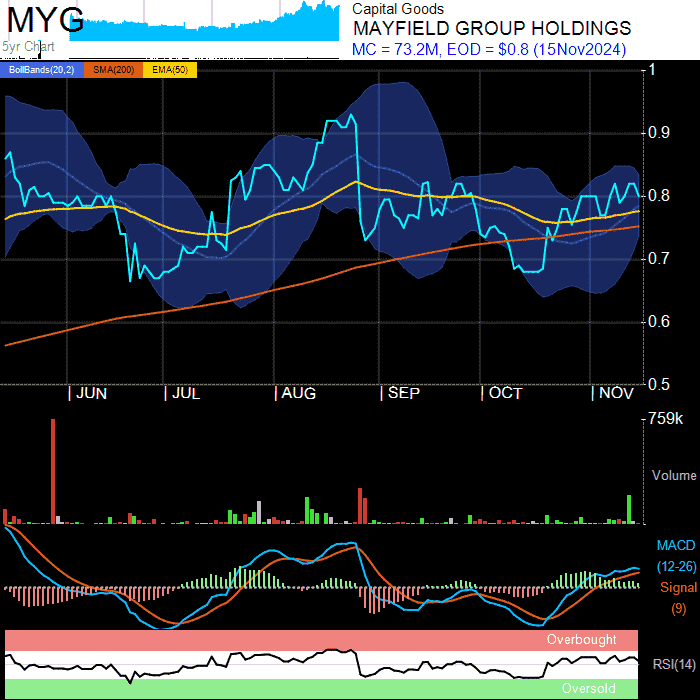 MYG
5yr Chart
Capital Goods
MAYFIELD GROUP HOLDINGS
MC = 73.2M, EOD = $0.8 (15Nov2024)
BollBands(20,2) SMA(200) EMA(50)
1
0.9
0.8
0.7
0.6
0.5
JUN JUL AUG SEP OCT NOV
759k
Volume
MACD
(12-26)
Signal
(9)
Overbought
RSI(14)
Oversold